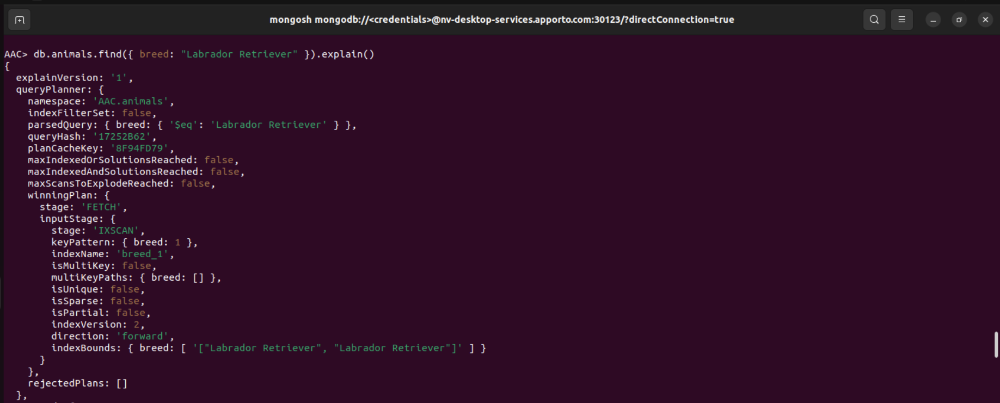 mongosh mongodb://<credentials>@nv-desktop-services.apporto.com:30123/?directConnection=true
AAC> db.animals.find({ breed: "Labrador Retriever" }).explain()
{
  explainVersion: '1',
  queryPlanner: {
    namespace: 'AAC.animals',
    indexFilterSet: false,
    parsedQuery: { breed: { '$eq': 'Labrador Retriever' } },
    queryHash: '17252B62',
    planCacheKey: '8F94FD79',
    maxIndexedOrSolutionsReached: false,
    maxIndexedAndSolutionsReached: false,
    maxScansToExplodeReached: false,
    winningPlan: {
      stage: 'FETCH',
      inputStage: {
        stage: 'IXSCAN',
        keyPattern: { breed: 1 },
        indexName: 'breed_1',
        isMultiKey: false,
        multiKeyPaths: { breed: [] },
        isUnique: false,
        isSparse: false,
        isPartial: false,
        indexVersion: 2,
        direction: 'forward',
        indexBounds: { breed: [ '["Labrador Retriever", "Labrador Retriever"]' ] }
      }
    },
    rejectedPlans: []
  },